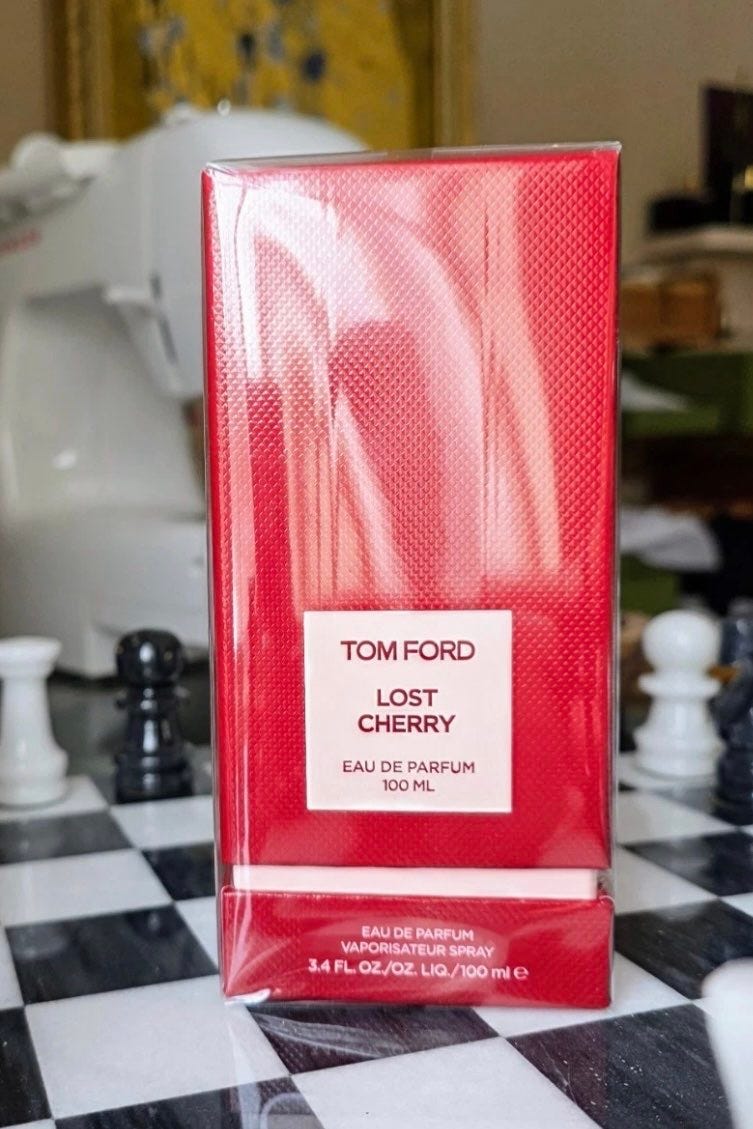 TOM FORD
LOST
CHERRY
EAU DE PARFUM
100 ML
EAU DE PARFUM
VAPORISATEUR SPRAY
3.4 FL. OZ./OZ. LIQ./100 ml ℮